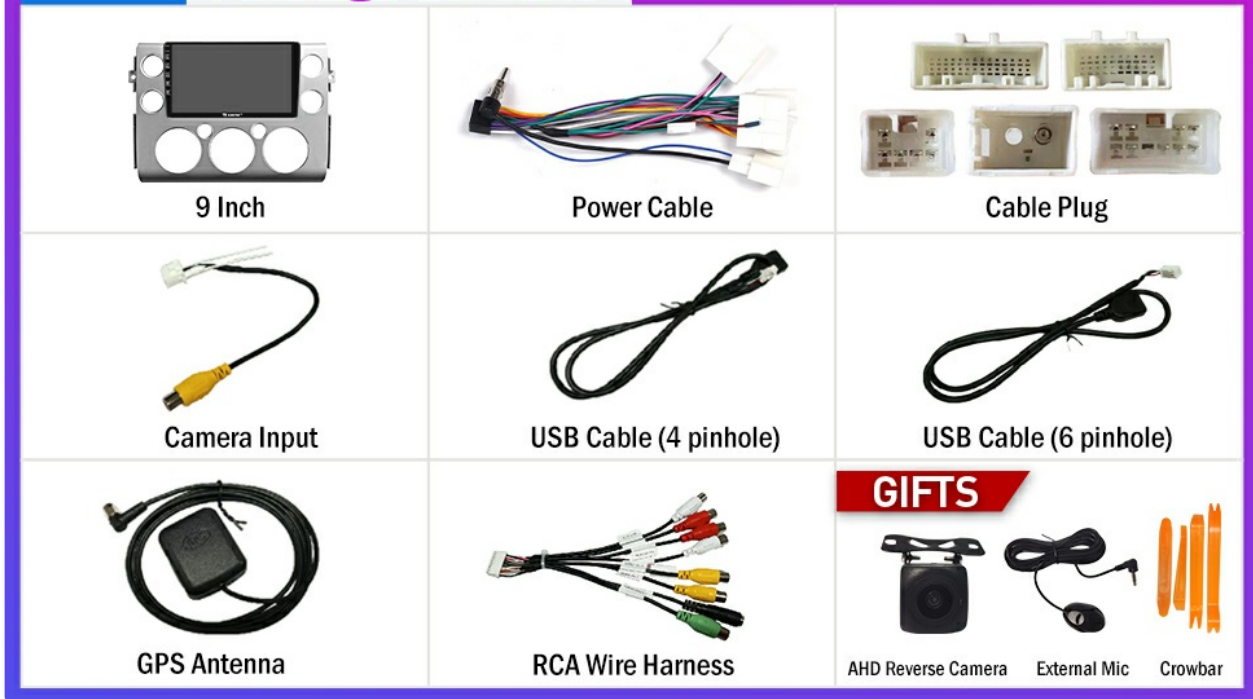 9 Inch
Power Cable
Cable Plug
Camera Input
USB Cable (4 pinhole)
USB Cable (6 pinhole)
GPS Antenna
RCA Wire Harness
GIFTS
AHD Reverse Camera
External Mic
Crowbar